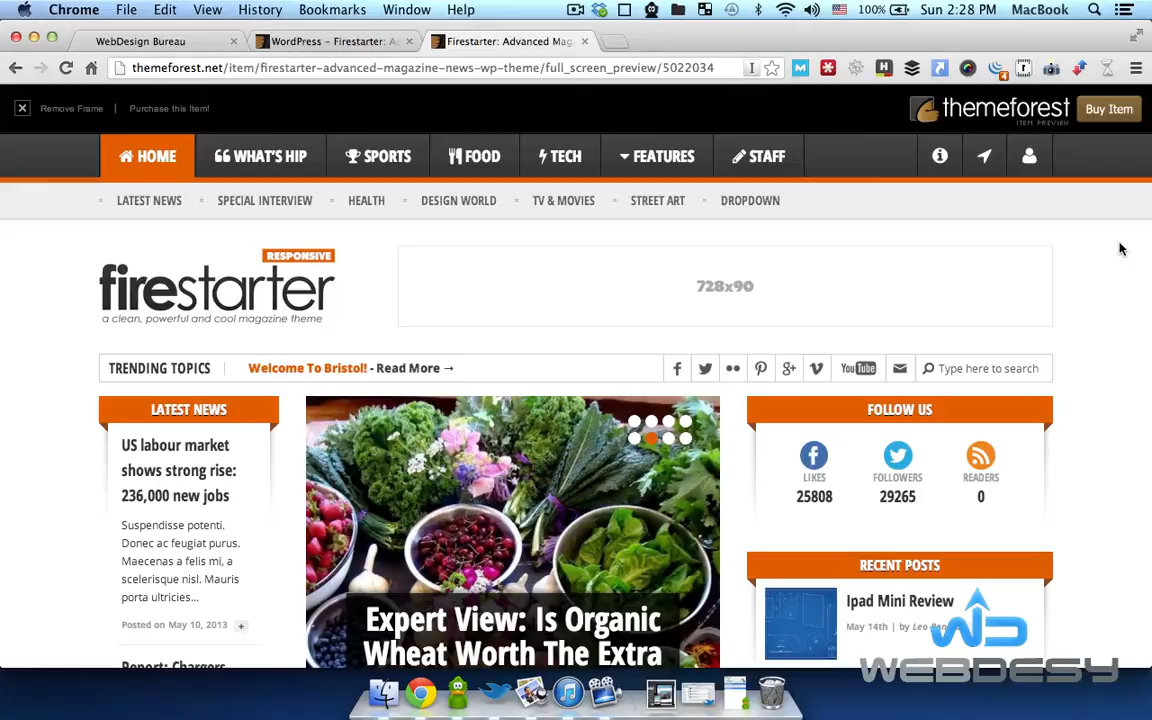 Chrome File Edit View History Bookmarks Window Help 100% Sun 2:28 PM MacBook
WebDesign Bureau WordPress – Firestarter: A Firestarter: Advanced Mag
themeforest.net/item/firestarter-advanced-magazine-news-wp-theme/full_screen_preview/5022034
Remove Frame | Purchase this Item! themeforest Buy Item
ITEM PREVIEW
HOME WHAT'S HIP SPORTS FOOD TECH FEATURES STAFF
LATEST NEWS SPECIAL INTERVIEW HEALTH DESIGN WORLD TV & MOVIES STREET ART DROPDOWN
RESPONSIVE
firestarter
a clean, powerful and cool magazine theme
728x90
TRENDING TOPICS Welcome To Bristol! - Read More → You Tube Type here to search
LATEST NEWS
US labour market
shows strong rise:
236,000 new jobs
Suspendisse potenti.
Donec ac feugiat purus.
Maecenas a felis mi, a
scelerisque nisl. Mauris
porta ultricies...
Posted on May 10, 2013 +
Report: Chargers
Expert View: Is Organic
Wheat Worth The Extra
FOLLOW US
LIKES FOLLOWERS READERS
25808 29265 0
RECENT POSTS
Ipad Mini Review
May 14th | by Leo
WEBDESY